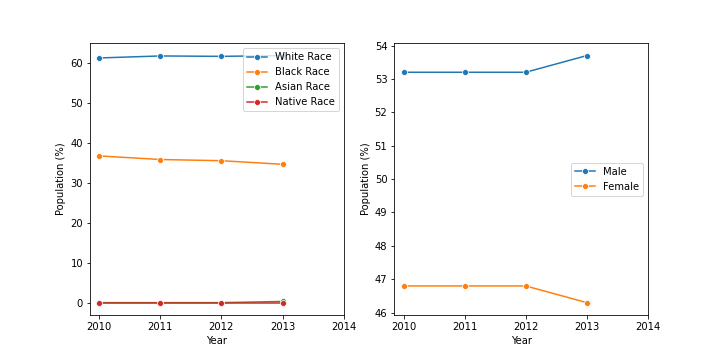 60
50
40
30
20
10
0
Population (%)
2010 2011 2012 2013 2014
Year
White Race
Black Race
Asian Race
Native Race
54
53
52
51
50
49
48
47
46
Population (%)
2010 2011 2012 2013 2014
Year
Male
Female